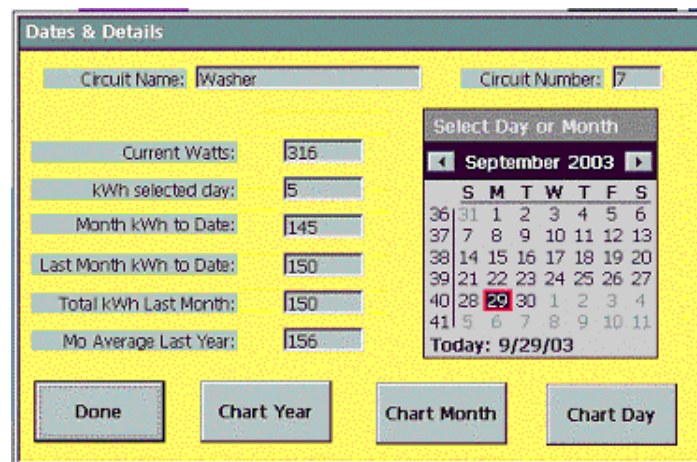 Dates & Details
Circuit Name: Washer
Circuit Number: 7
Current Watts: 316
kWh selected day: 5
Month kWh to Date: 145
Last Month kWh to Date: 150
Total kWh Last Month: 150
Mo Average Last Year: 156
Select Day or Month
September 2003
S M T W T F S
36 31 1 2 3 4 5 6
37 7 8 9 10 11 12 13
38 14 15 16 17 18 19 20
39 21 22 23 24 25 26 27
40 28 29 30 1 2 3 4
41 5 6 7 8 9 10 11
Today: 9/29/03
Done Chart Year Chart Month Chart Day